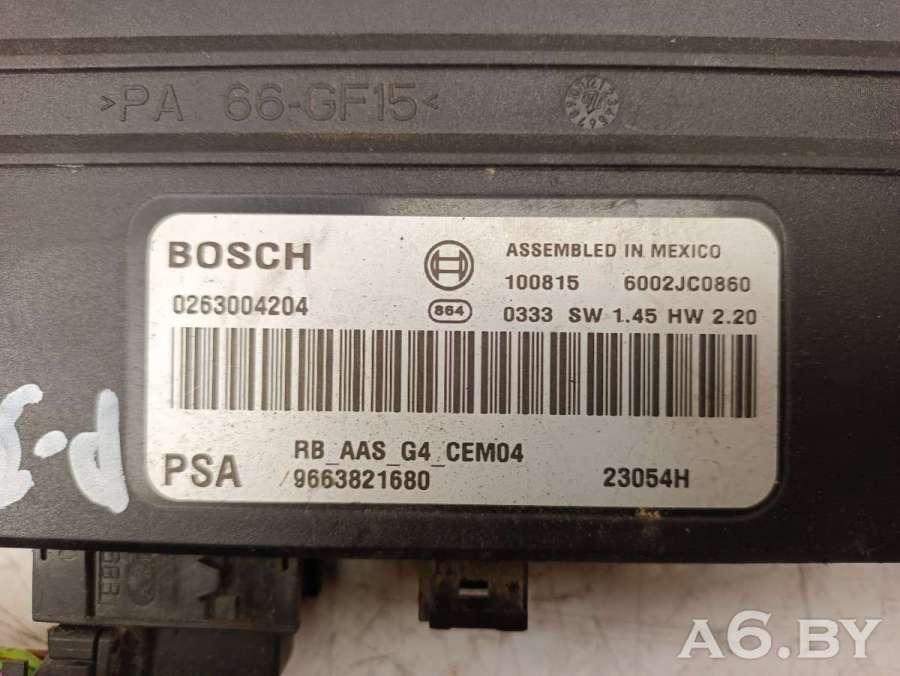 >PA 66-GF15<
BOSCH
ASSEMBLED IN MEXICO
100815 6002JC0860
0263004204
864
0333 SW 1.45 HW 2.20
RB_AAS_G4_CEM04
PSA
9663821680
23054H
A6.BY